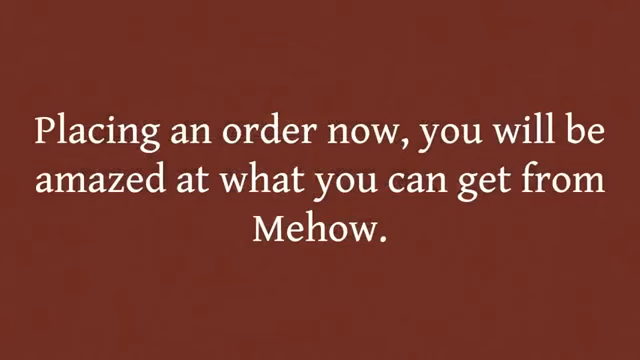 Placing an order now, you will be
amazed at what you can get from
Mehow.